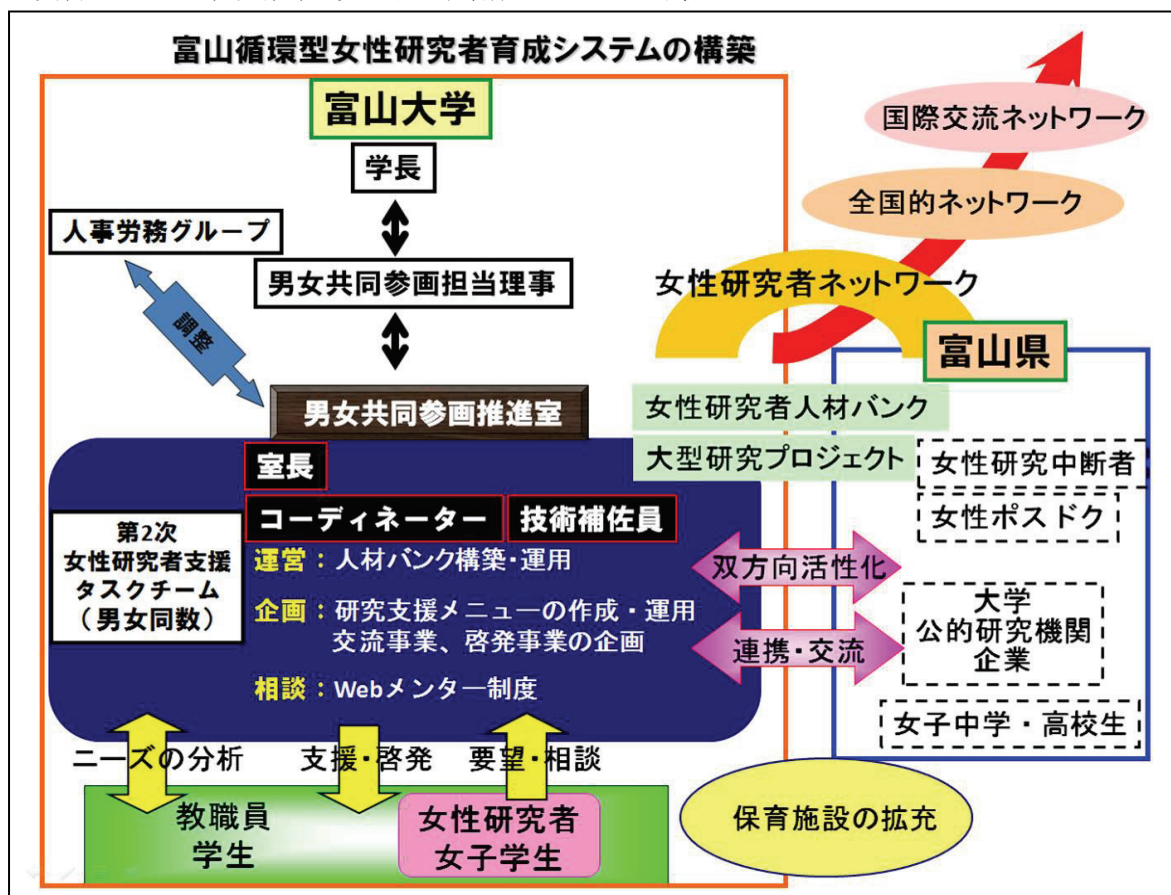 富山循環型女性研究者育成システムの構築
富山大学
学長
人事労務グループ
調整
男女共同参画担当理事
男女共同参画推進室
室長
コーディネーター
技術補佐員
第2次
女性研究者支援
タスクチーム
(男女同数)
運営:人材バンク構築・運用
企画:研究支援メニューの作成・運用
交流事業、啓発事業の企画
相談:Webメンター制度
ニーズの分析
支援・啓発
要望・相談
教職員
学生
女性研究者
女子学生
国際交流ネットワーク
全国的ネットワーク
女性研究者ネットワーク
富山県
女性研究者人材バンク
大型研究プロジェクト
女性研究中断者
女性ポスドク
双方向活性化
大学
公的研究機関
企業
連携・交流
女子中学・高校生
保育施設の拡充